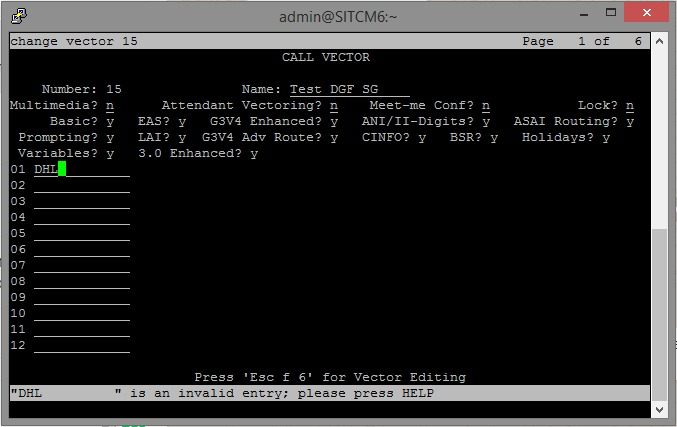 admin@SITCM6:~
change vector 15 Page 1 of 6
CALL VECTOR
Number: 15 Name: Test DGF SG
Multimedia? n Attendant Vectoring? n Meet-me Conf? n Lock? n
Basic? y EAS? y G3V4 Enhanced? y ANI/II-Digits? y ASAI Routing? y
Prompting? y LAI? y G3V4 Adv Route? y CINFO? y BSR? y Holidays? y
Variables? y 3.0 Enhanced? y
01 DHL
02
03
04
05
06
07
08
09
10
11
12
Press 'Esc f 6' for Vector Editing
"DHL " is an invalid entry; please press HELP